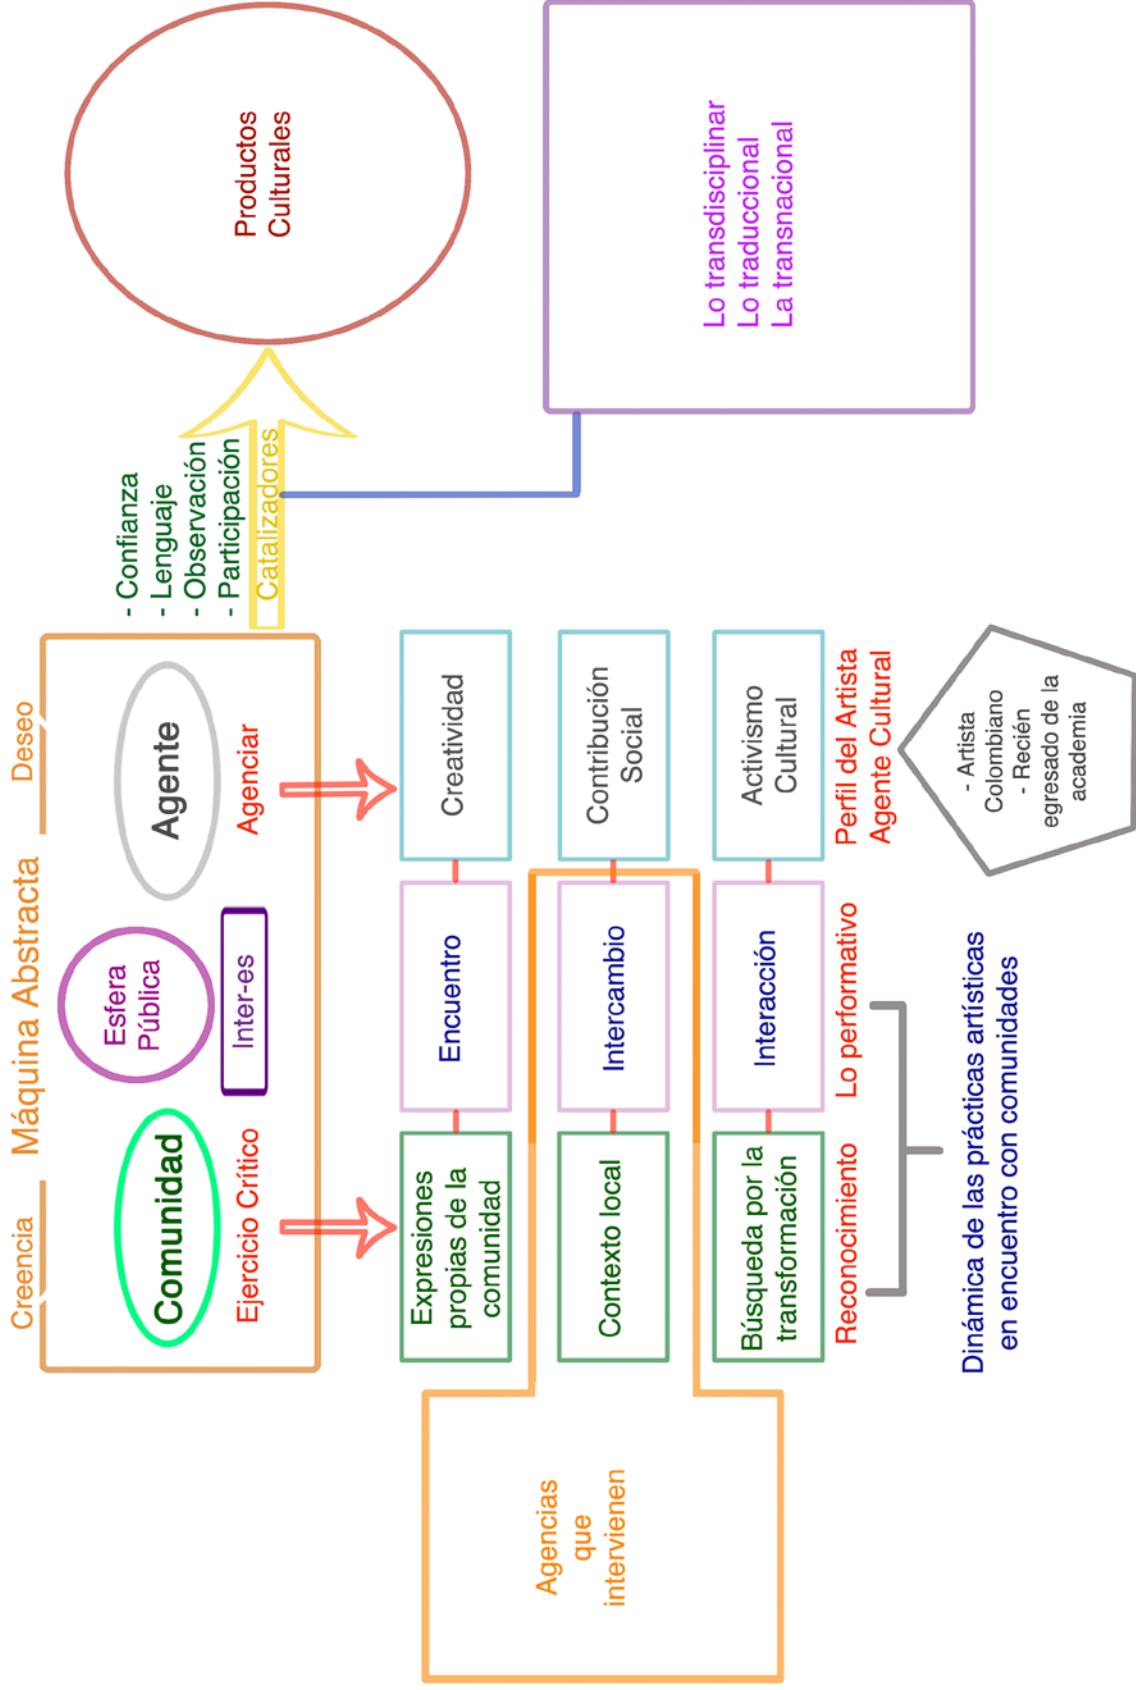 Creencia
Máquina Abstracta
Deseo
Comunidad
Esfera
Pública
Agente
Inter-es
Ejercicio Crítico
Agenciar
- Confianza
- Lenguaje
- Observación
- Participación
Catalizadores
Productos
Culturales
Expresiones
propias de la
comunidad
Encuentro
Creatividad
Agencias
que
intervienen
Contexto local
Intercambio
Contribución
Social
Búsqueda por la
transformación
Interacción
Activismo
Cultural
Lo transdisciplinar
Lo traduccional
La transnacional
Reconocimiento
Lo performativo
Perfil del Artista
Agente Cultural
Dinámica de las prácticas artísticas
en encuentro con comunidades
- Artista
Colombiano
- Recién
egresado de la
academia